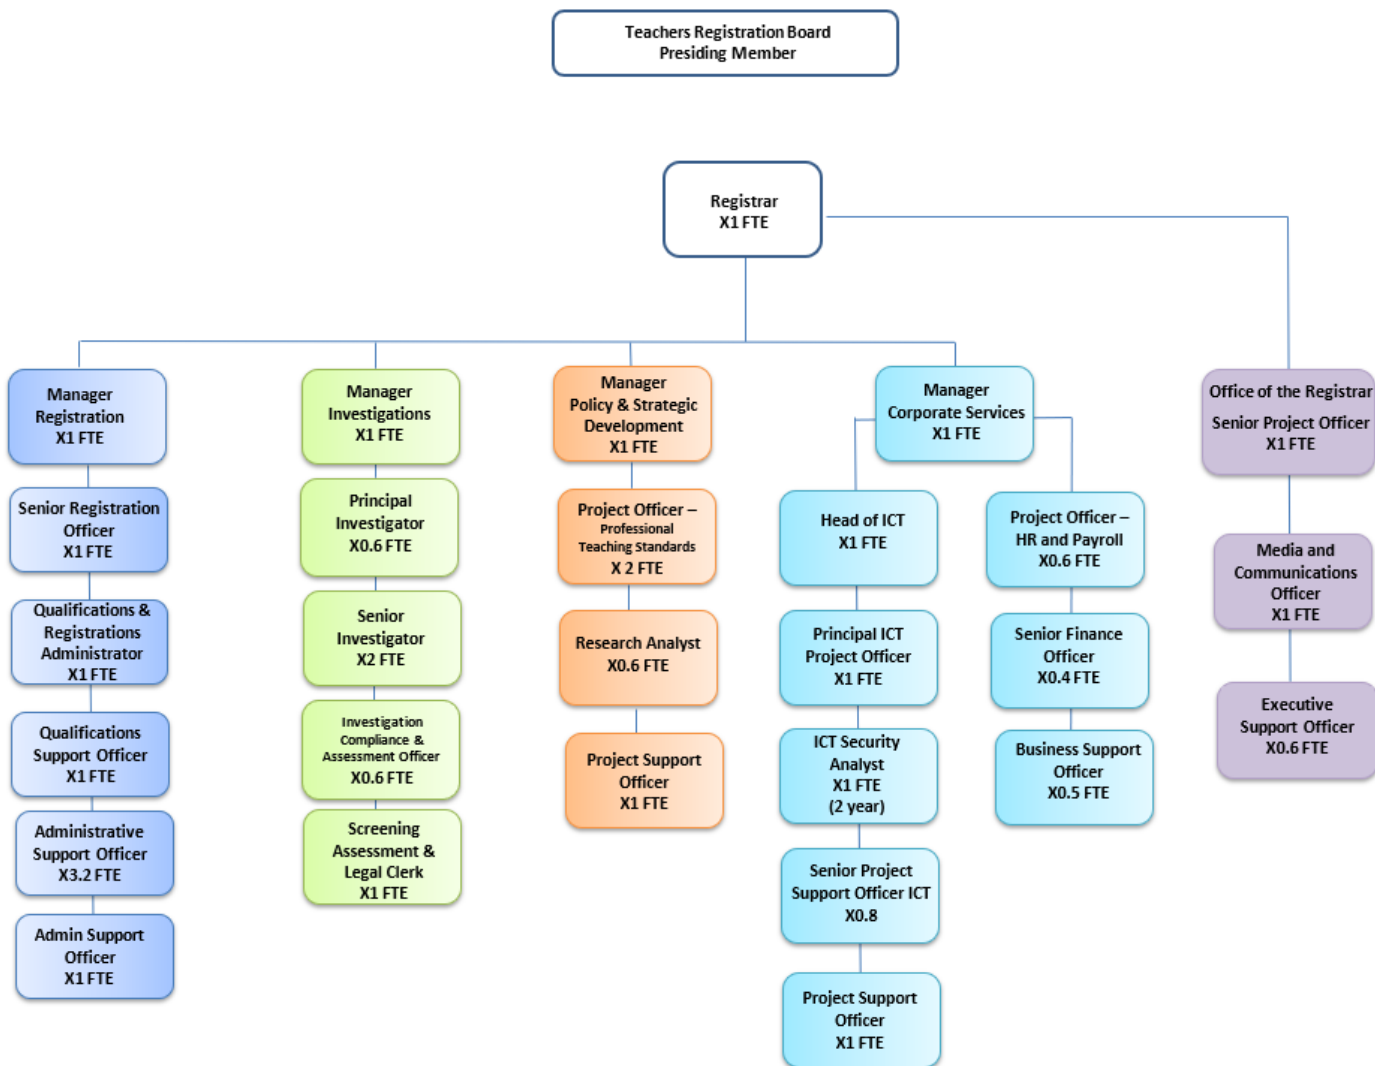 Teachers Registration Board
Presiding Member
Registrar
X1 FTE
Manager
Registration
X1 FTE
Senior Registration
Officer
X1 FTE
Qualifications &
Registrations
Administrator
X1 FTE
Qualifications
Support Officer
X1 FTE
Administrative
Support Officer
X3.2 FTE
Admin Support
Officer
X1 FTE
Manager
Investigations
X1 FTE
Principal
Investigator
X0.6 FTE
Senior
Investigator
X2 FTE
Investigation
Compliance &
Assessment Officer
X0.6 FTE
Screening
Assessment &
Legal Clerk
X1 FTE
Manager
Policy & Strategic
Development
X1 FTE
Project Officer –
Professional
Teaching Standards
X 2 FTE
Research Analyst
X0.6 FTE
Project Support
Officer
X1 FTE
Manager
Corporate Services
X1 FTE
Head of ICT
X1 FTE
Principal ICT
Project Officer
X1 FTE
ICT Security
Analyst
X1 FTE
(2 year)
Senior Project
Support Officer ICT
X0.8
Project Support
Officer
X1 FTE
Project Officer –
HR and Payroll
X0.6 FTE
Senior Finance
Officer
X0.4 FTE
Business Support
Officer
X0.5 FTE
Office of the Registrar
Senior Project Officer
X1 FTE
Media and
Communications
Officer
X1 FTE
Executive
Support Officer
X0.6 FTE